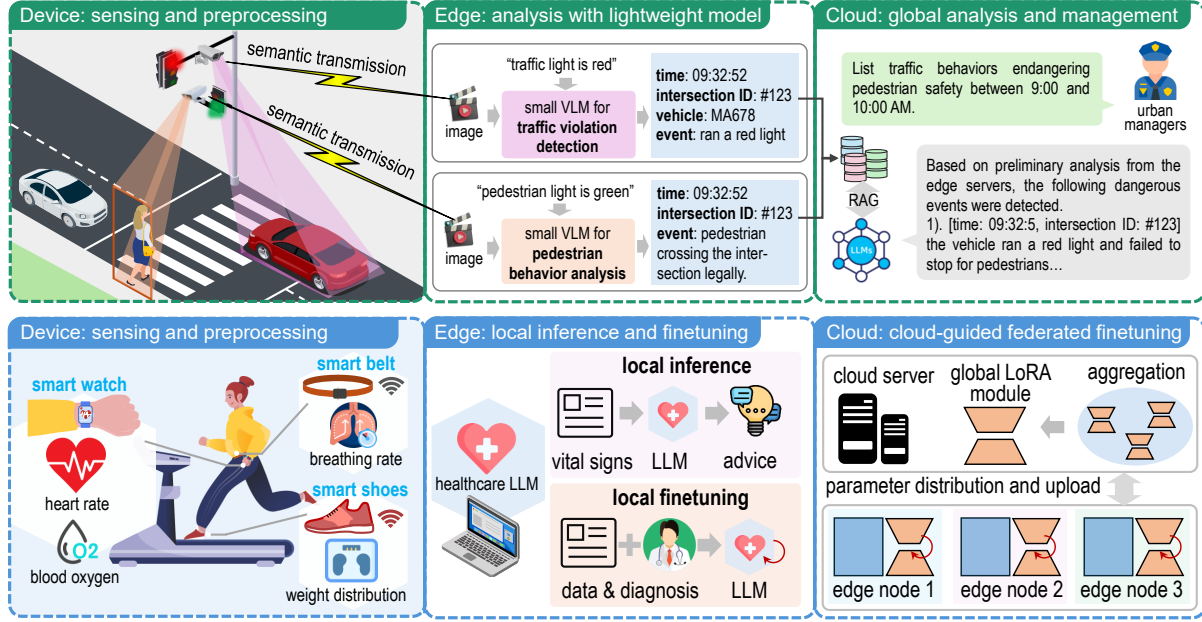 Device: sensing and preprocessing
semantic transmission
semantic transmission
Edge: analysis with lightweight model
“traffic light is red”
image
small VLM for
traffic violation
detection
time: 09:32:52
intersection ID: #123
vehicle: MA678
event: ran a red light
“pedestrian light is green”
image
small VLM for
pedestrian
behavior analysis
time: 09:32:52
intersection ID: #123
event: pedestrian
crossing the inter-
section legally.
Cloud: global analysis and management
List traffic behaviors endangering
pedestrian safety between 9:00 and
10:00 AM.
urban
managers
RAG
LLMs
Based on preliminary analysis from the
edge servers, the following dangerous
events were detected.
1). [time: 09:32:5, intersection ID: #123]
the vehicle ran a red light and failed to
stop for pedestrians…
Device: sensing and preprocessing
smart watch
heart rate
O2
blood oxygen
smart belt
breathing rate
smart shoes
weight distribution
Edge: local inference and finetuning
healthcare LLM
local inference
vital signs
LLM
advice
local finetuning
data & diagnosis
LLM
Cloud: cloud-guided federated finetuning
cloud server
global LoRA
module
aggregation
parameter distribution and upload
edge node 1
edge node 2
edge node 3